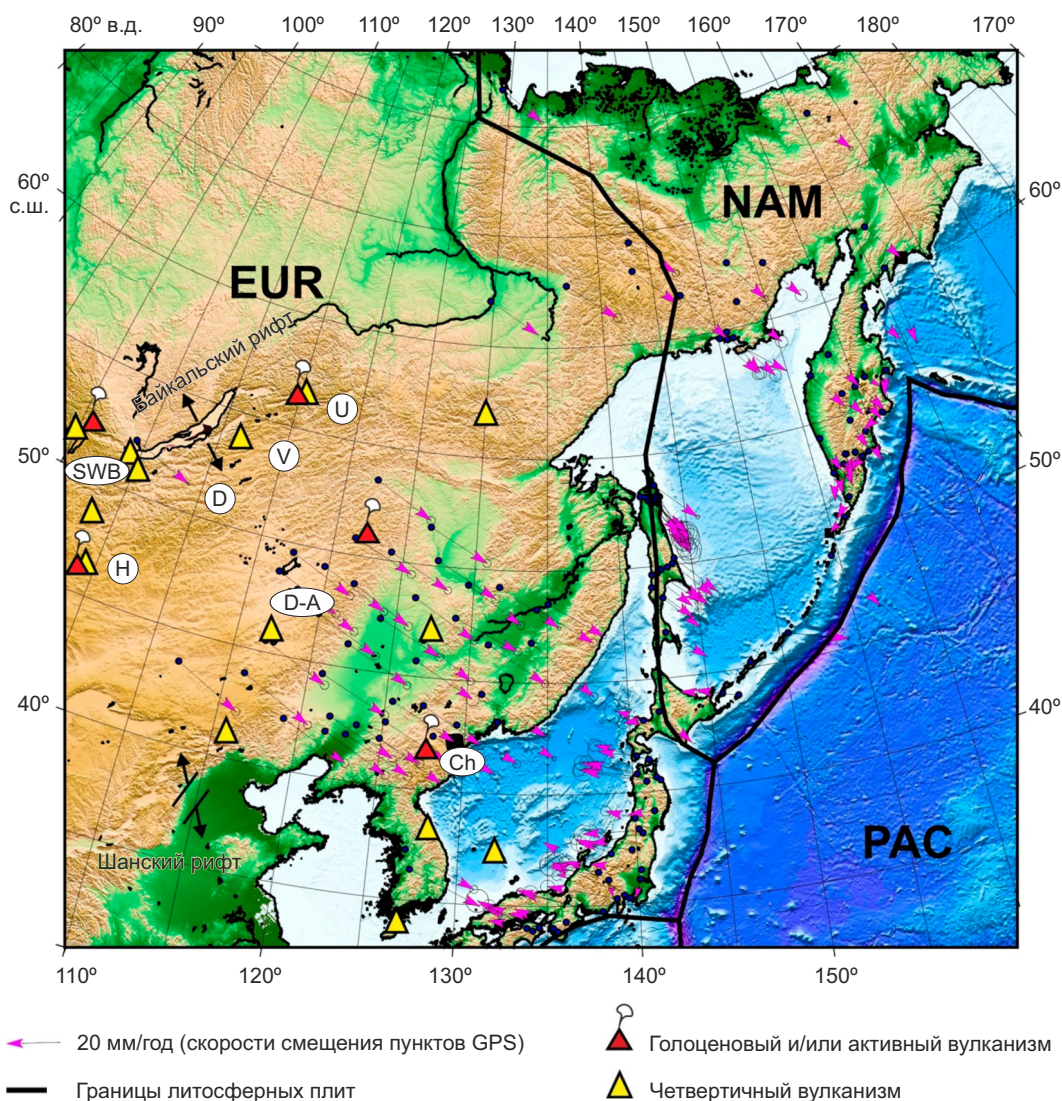 80º в.д. 90º 100º 110º 120º 130º 140º 150º 160º 170º 180º 170º
NAM
60º
с.ш.
60º
EUR
Байкальский рифт
U
V
SWB
D
50º
50º
H
D-A
40º
40º
Ch
PAC
Шанский рифт
110º 120º 130º 140º 150º
20 мм/год (скорости смещения пунктов GPS)
Голоценовый и/или активный вулканизм
Границы литосферных плит
Четвертичный вулканизм